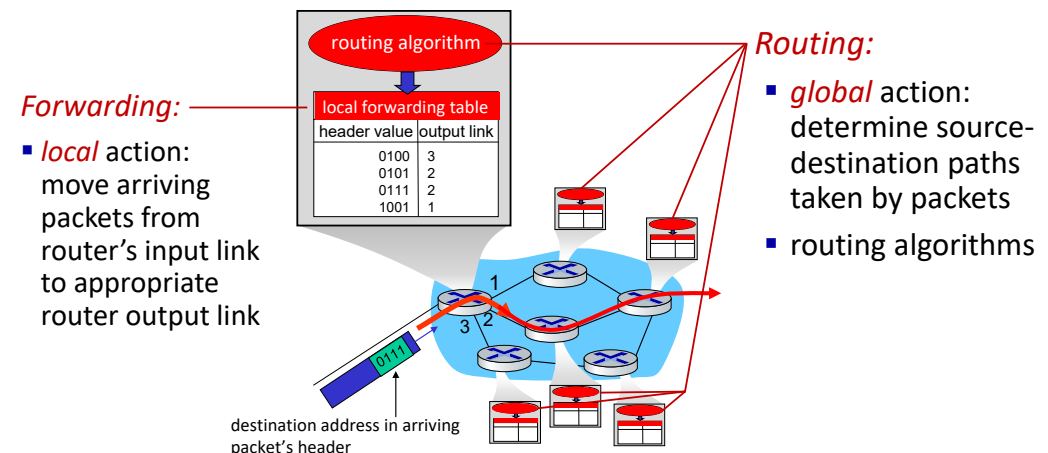 routing algorithm
local forwarding table
header value output link
0100 3
0101 2
0111 2
1001 1
Forwarding:
▪ local action:
move arriving
packets from
router's input link
to appropriate
router output link
Routing:
▪ global action:
determine source-
destination paths
taken by packets
▪ routing algorithms
1
2
3
0111
destination address in arriving
packet's header